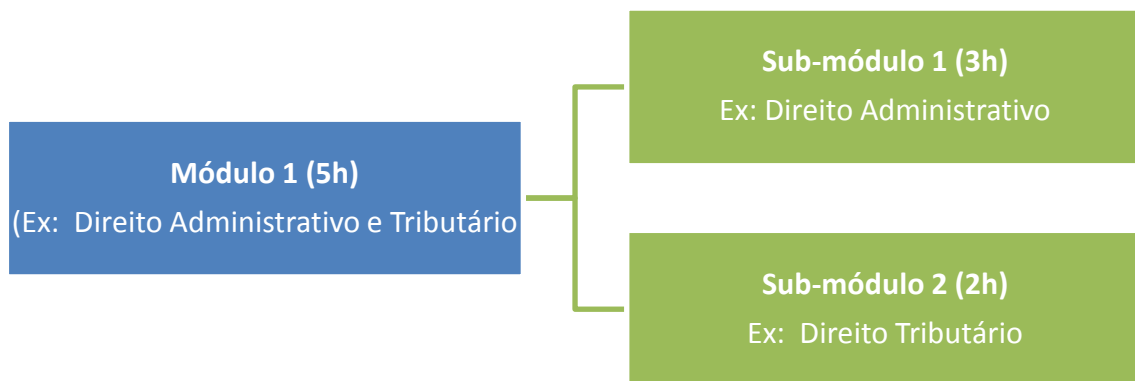 Módulo 1 (5h)
(Ex:  Direito Administrativo e Tributário
Sub-módulo 1 (3h)
Ex: Direito Administrativo
Sub-módulo 2 (2h)
Ex:  Direito Tributário